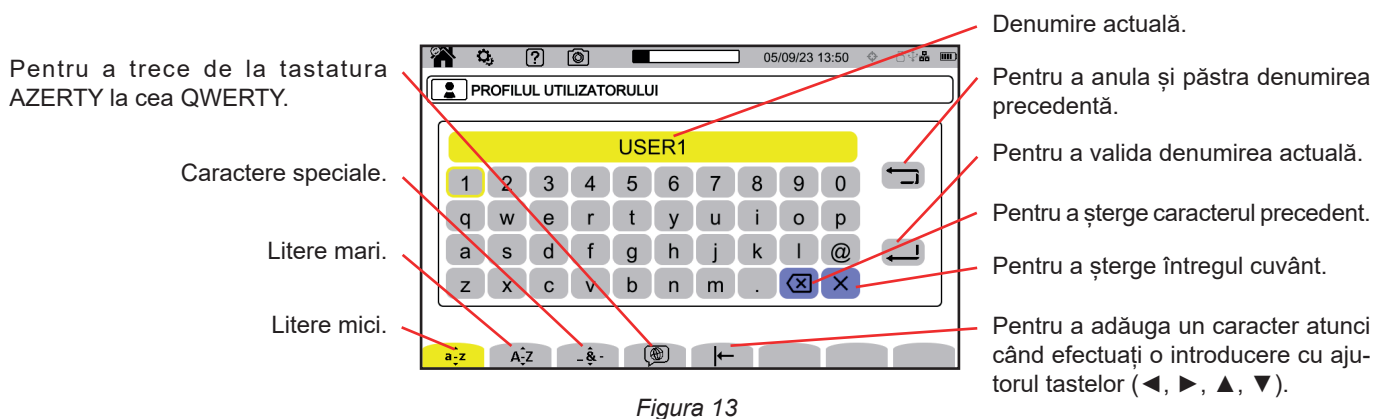 Denumire actuală.
Pentru a trece de la tastatura
AZERTY la cea QWERTY.
Caractere speciale.
Litere mari.
Litere mici.
05/09/23 13:50
PROFILUL UTILIZATORULUI
USER1
1 2 3 4 5 6 7 8 9 0
q w e r t y u i o p
a s d f g h j k l @
z x c v b n m .
a-z A-Z _&-
Pentru a anula și păstra denumirea
precedentă.
Pentru a valida denumirea actuală.
Pentru a șterge caracterul precedent.
Pentru a șterge întregul cuvânt.
Pentru a adăuga un caracter atunci
când efectuați o introducere cu aju-
torul tastelor (◄, ►, ▲, ▼).
Figura 13